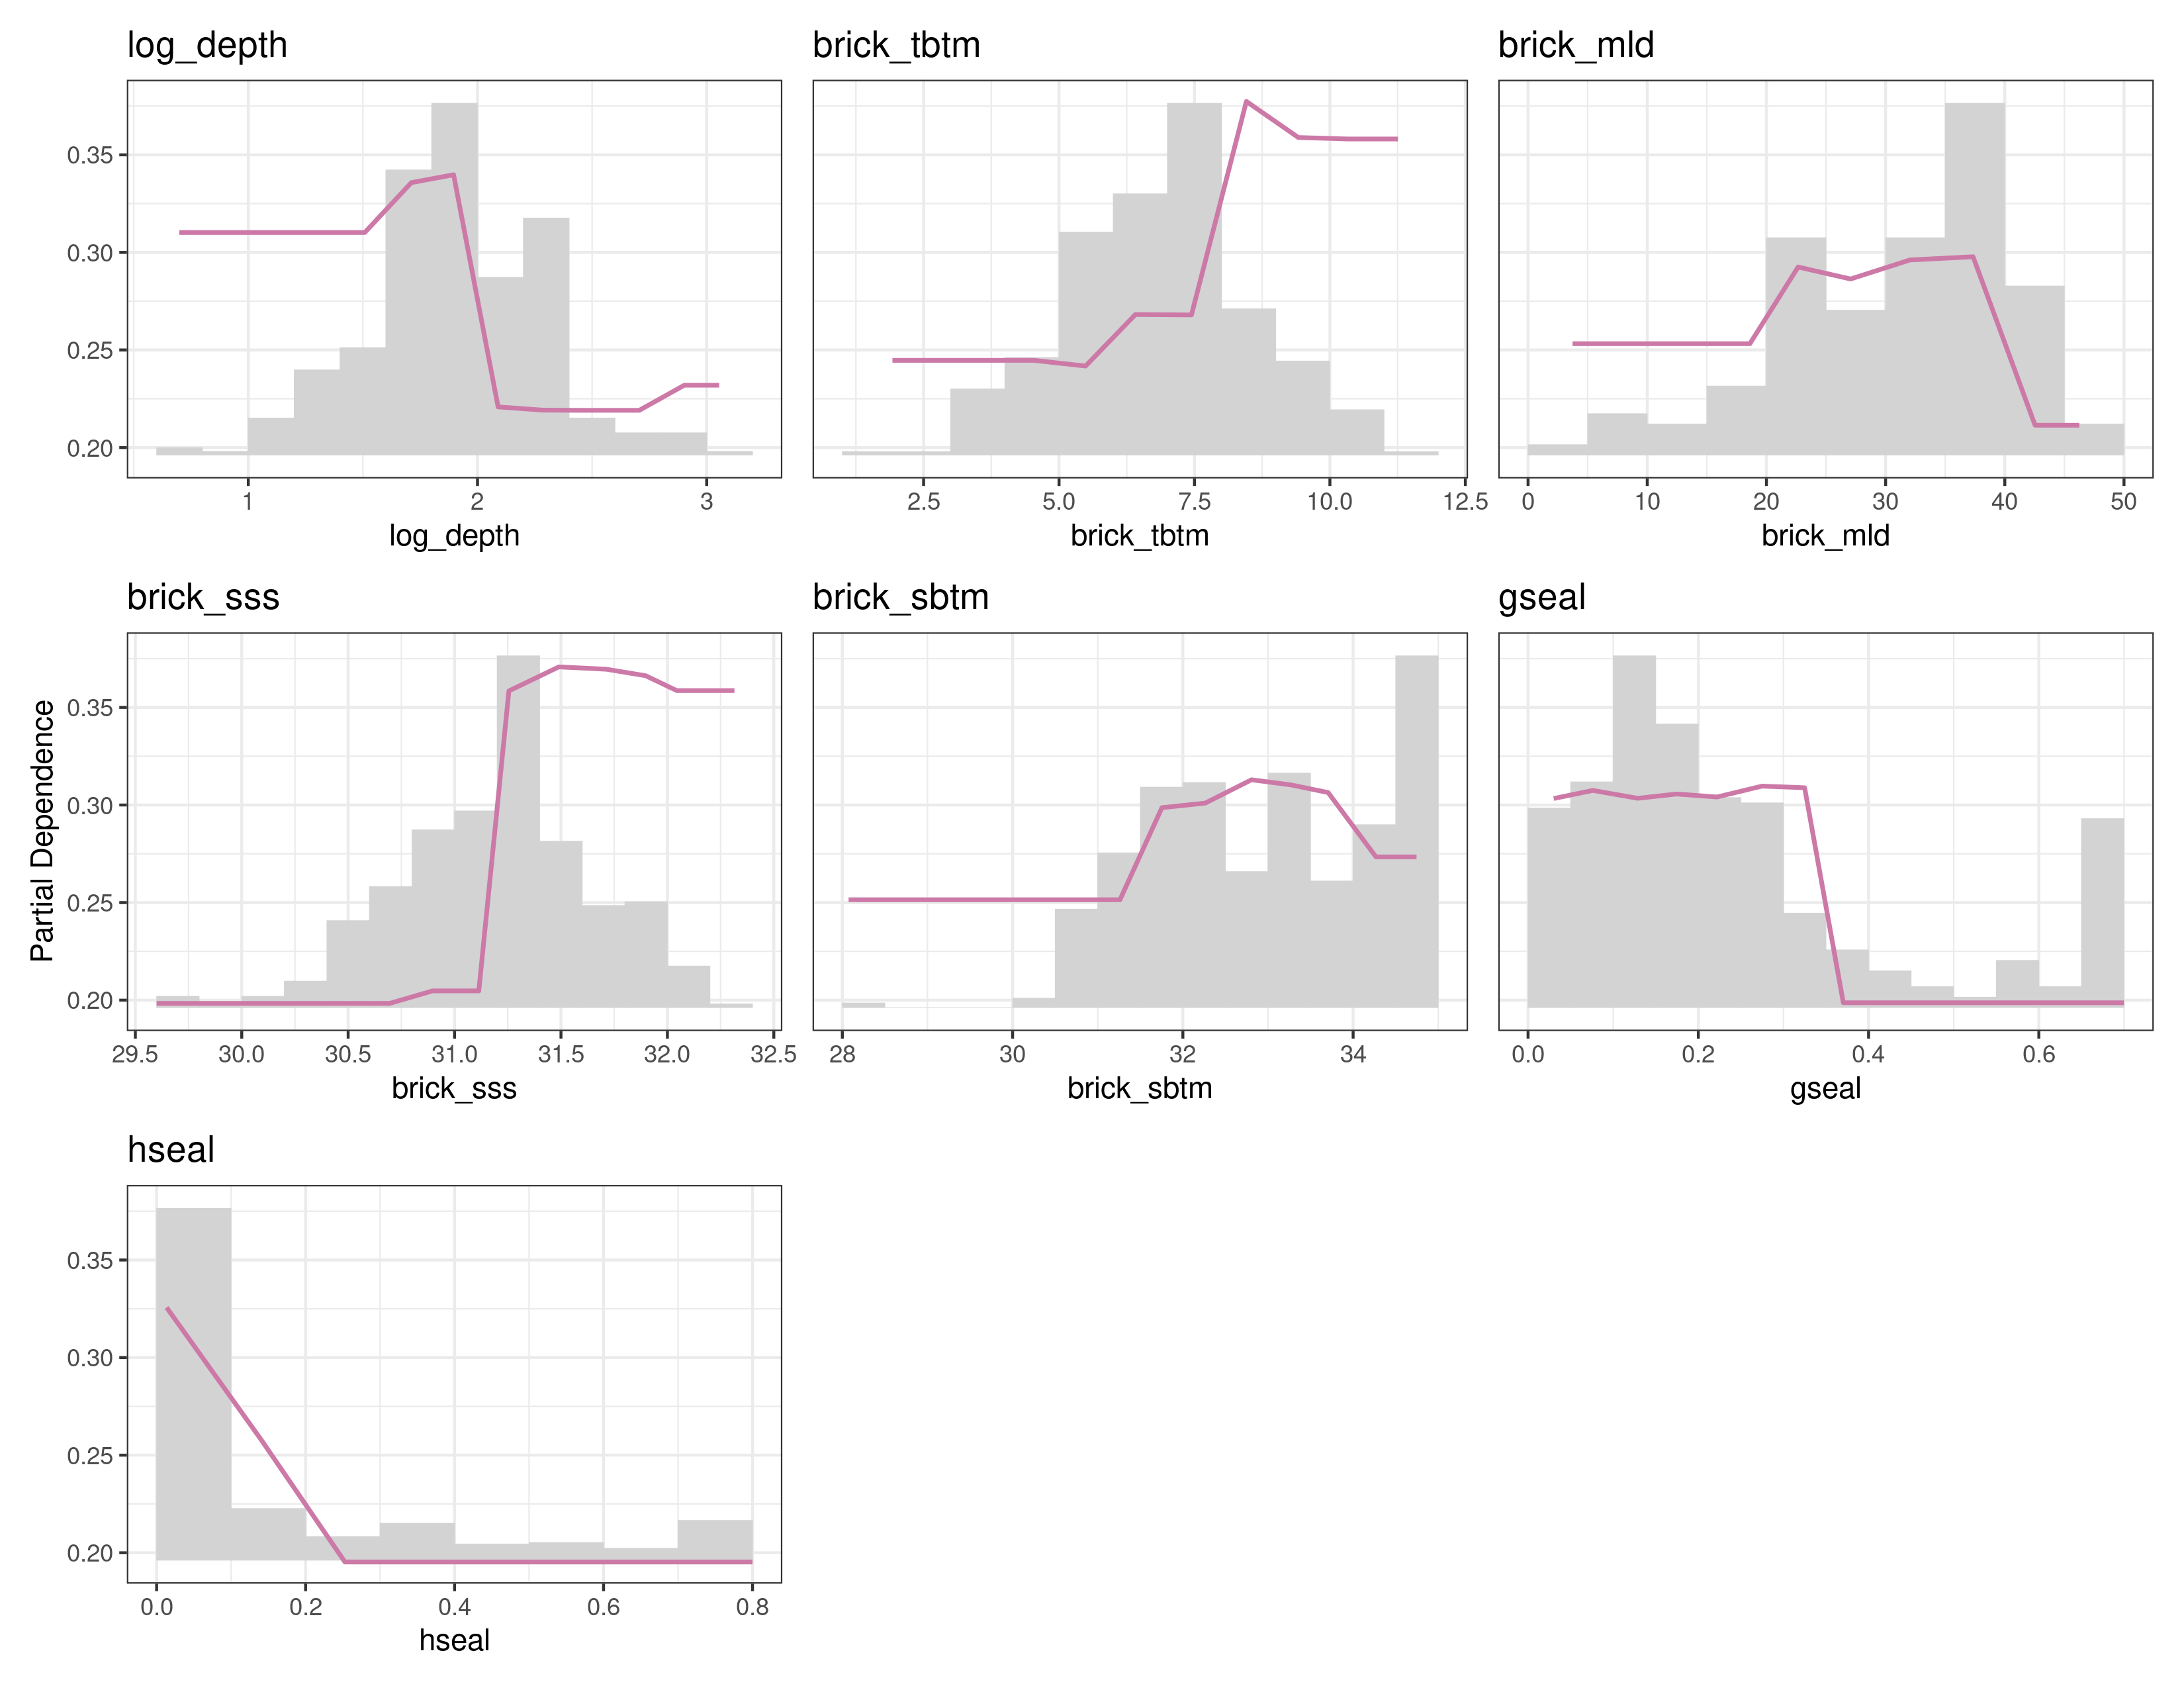 log_depth brick_tbtm brick_mld
0.35
0.30
0.25
0.20
1 2 3 2.5 5.0 7.5 10.0 12.5 0 10 20 30 40 50
log_depth brick_tbtm brick_mld
brick_sss brick_sbtm gseal
Partial Dependence
0.35
0.30
0.25
0.20
29.5 30.0 30.5 31.0 31.5 32.0 32.5 28 30 32 34 0.0 0.2 0.4 0.6
brick_sss brick_sbtm gseal
hseal
0.35
0.30
0.25
0.20
0.0 0.2 0.4 0.6 0.8
hseal